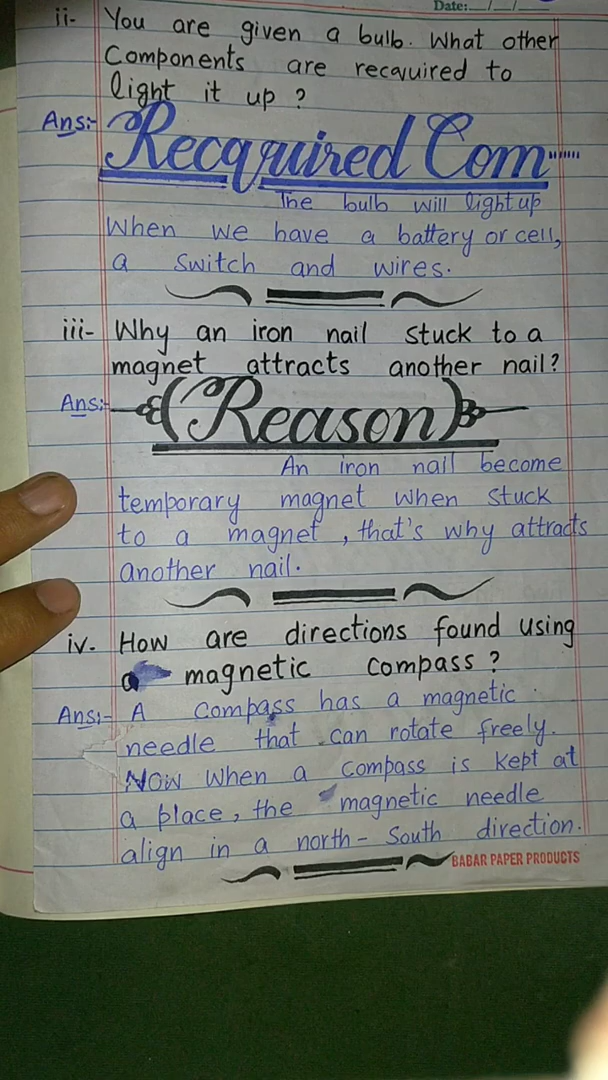 Date: _/_/_
ii- You are given a bulb. What other
Components are recquired to
light it up ?
Ans:- Recquired Com.......
The bulb will light up
When we have a battery or cell,
a switch and wires.
iii- Why an iron nail stuck to a
magnet attracts another nail?
Ans:- (Reason)
An iron nail become
temporary magnet when stuck
to a magnet , that's why attracts
another nail.
iv. How are directions found using
a magnetic compass ?
Ans:- A compass has a magnetic
needle that can rotate freely.
Now when a compass is kept at
a place, the magnetic needle
align in a north- South direction.
BABAR PAPER PRODUCTS